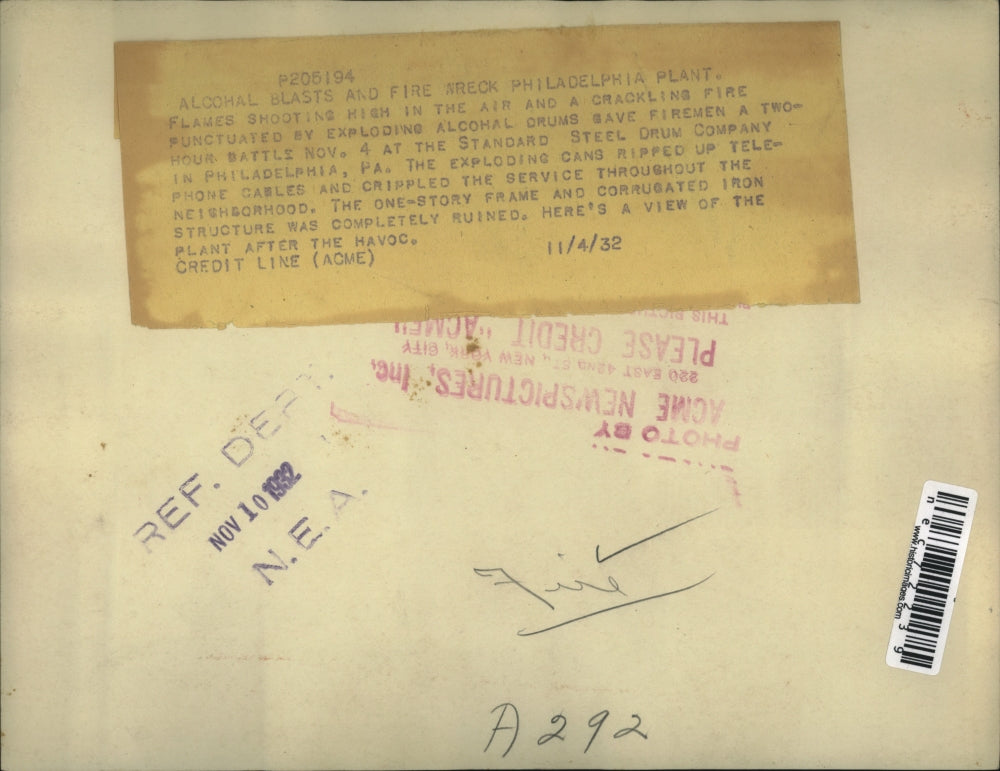 P205194
ALCOHAL BLASTS AND FIRE WRECK PHILADELPHIA PLANT.
FLAMES SHOOTING HIGH IN THE AIR AND A CRACKLING FIRE
PUNCTUATED BY EXPLODING ALCOHAL DRUMS GAVE FIREMEN A TWO-
HOUR BATTLE NOV. 4 AT THE STANDARD STEEL DRUM COMPANY
IN PHILADELPHIA, PA. THE EXPLODING CANS RIPPED UP TELE-
PHONE CABLES AND CRIPPLED THE SERVICE THROUGHOUT THE
NEIGHBORHOOD. THE ONE-STORY FRAME AND CORRUGATED IRON
STRUCTURE WAS COMPLETELY RUINED. HERE'S A VIEW OF THE
PLANT AFTER THE HAVOC. 11/4/32
CREDIT LINE (ACME)
PHOTO BY
ACME NEWSPICTURES, Inc.
220 EAST 42ND ST., NEW YORK, CITY
PLEASE CREDIT "ACME"
THIS PICTU
REF. DEPT.
NOV 10 1932
N.E.A.
Fire
www.historicimages.com
A292